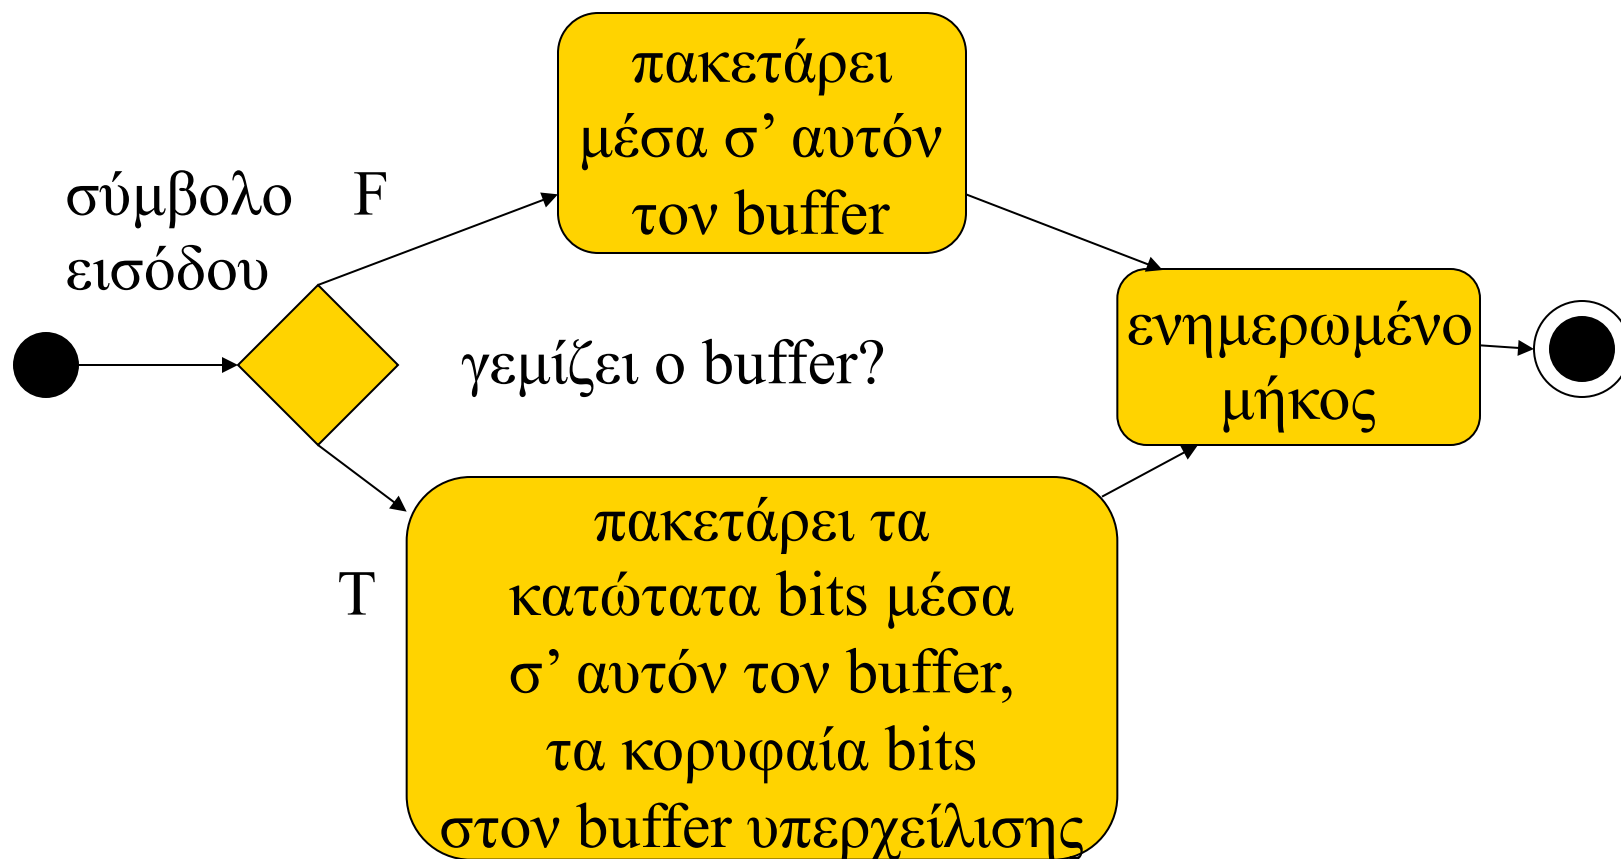 πακετάρει
μέσα σ’ αυτόν
τον buffer
σύμβολο
εισόδου
F
γεμίζει ο buffer?
ενημερωμένο
μήκος
T
πακετάρει τα
κατώτατα bits μέσα
σ’ αυτόν τον buffer,
τα κορυφαία bits
στον buffer υπερχείλισης